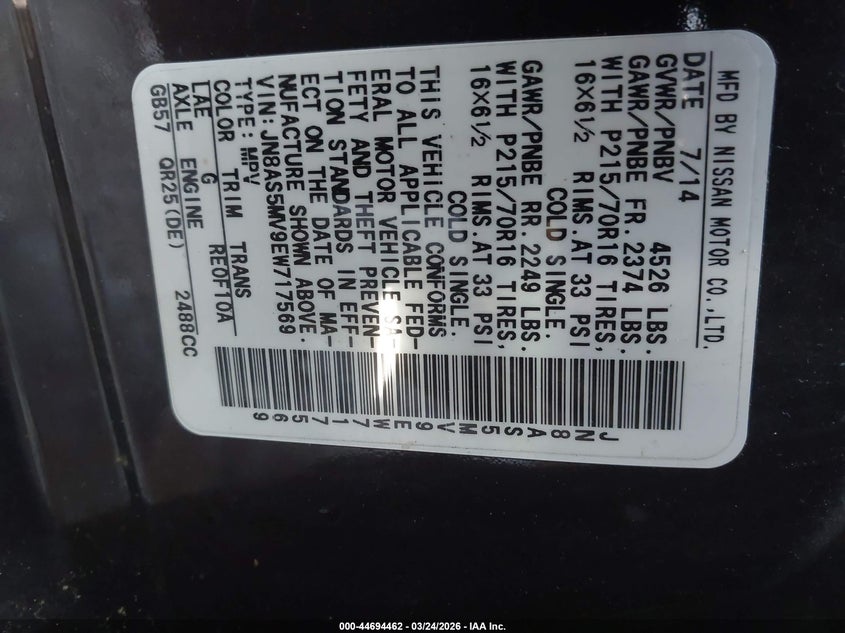 MFD BY NISSAN MOTOR CO.,LTD.
DATE 7/14
GVWR/PNBV 4526 LBS.
GAWR/PNBE FR. 2374 LBS.
WITH P215/70R16 TIRES,
16X6½ RIMS.AT 33 PSI
COLD SINGLE.
GAWR/PNBE RR. 2249 LBS.
WITH P215/70R16 TIRES,
16X6½ RIMS AT 33 PSI
COLD SINGLE.
THIS VEHICLE CONFORMS
TO ALL APPLICABLE FED-
ERAL MOTOR VEHICLE SA-
FETY AND THEFT PREVEN-
TION STANDARDS IN EFF-
ECT ON THE DATE OF MA-
NUFACTURE SHOWN ABOVE.
VIN:JN8AS5MV9EW717569
TYPE:MPV
COLOR TRIM TRANS
LAE G RE0F10A
AXLE ENGINE
GB57 QR25(DE) 2488CC
JN8AS5MV9EW717569
000-44694462 - 03/24/2026 - IAA Inc.